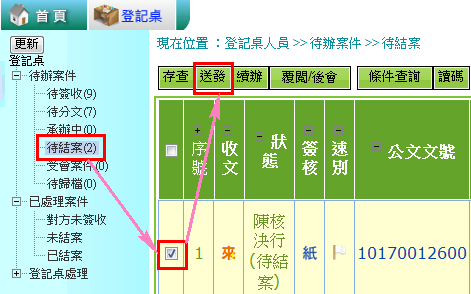 首頁
登記桌
更新
登記桌
待辦案件
待簽收(9)
待分文(7)
承辦中(0)
待結案(2)
受會案件(0)
待歸檔(0)
已處理案件
對方未簽收
未結案
已結案
登記桌處理
現在位置 ：登記桌人員 >> 待辦案件 >> 待結案
存查 送發 續辦 覆閱/後會 條件查詢 讀碼
序號 收文 狀態 簽核 速別 公文文號
1 來 陳核決行(待結案) 紙 10170012600